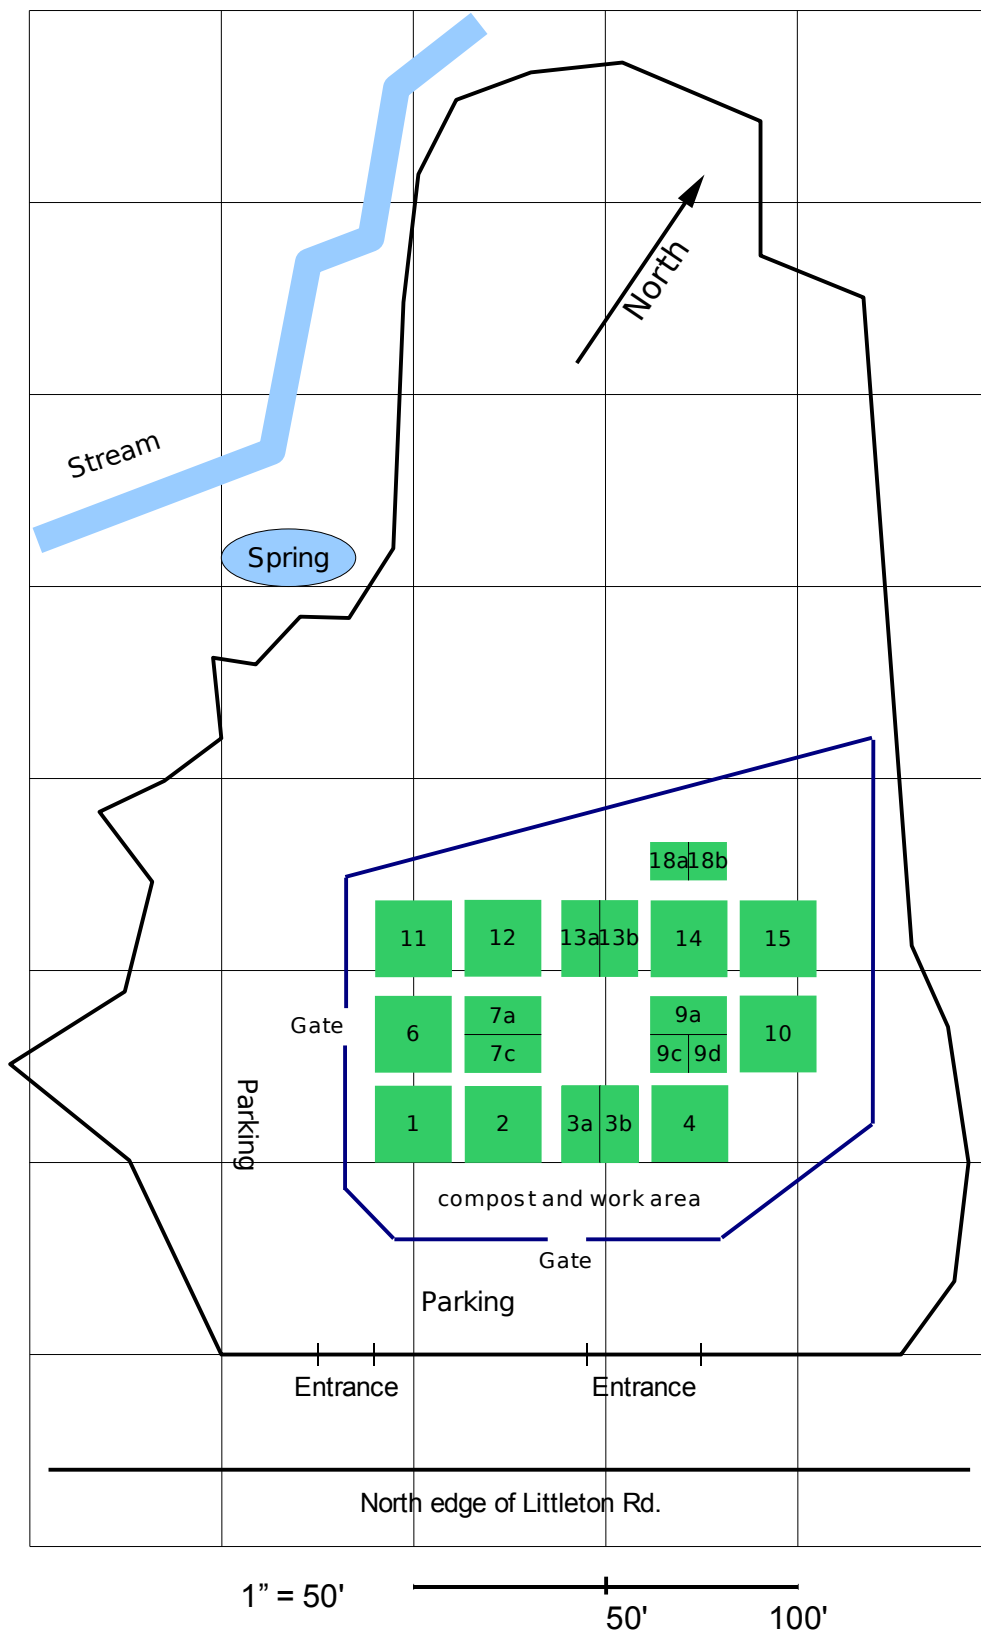 North
Stream
Spring
18a 18b
11 12 13a 13b 14 15
Gate
6 7a 9a 10
7c 9c 9d
Parking
1 2 3a 3b 4
compost and work area
Gate
Parking
Entrance Entrance
North edge of Littleton Rd.
1” = 50'
50' 100'